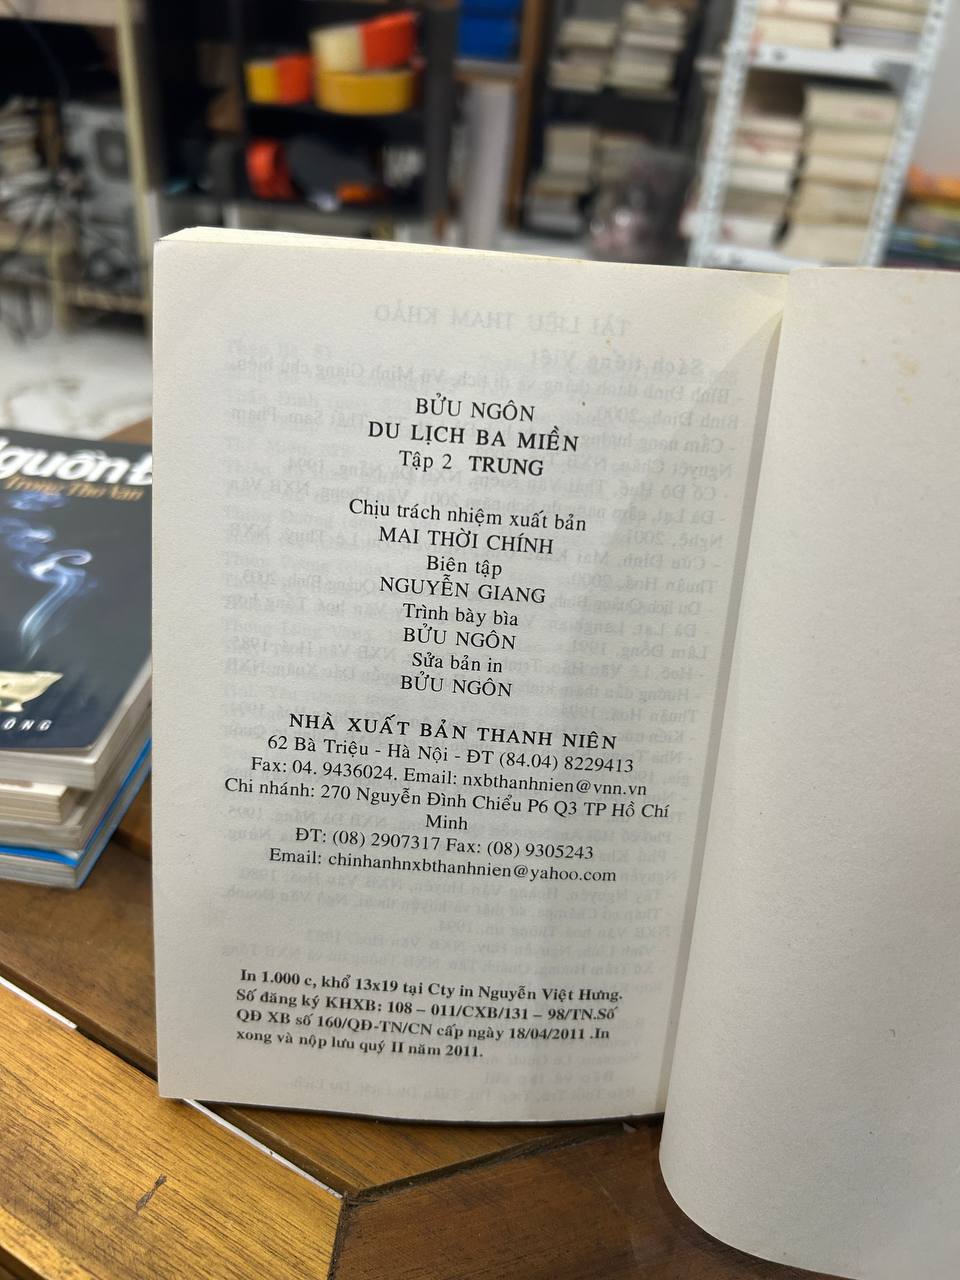 BỬU NGÔN
DU LỊCH BA MIỀN
Tập 2 TRUNG
Chịu trách nhiệm xuất bản
MAI THỜI CHÍNH
Biên tập
NGUYỄN GIANG
Trình bày bìa
BỬU NGÔN
Sửa bản in
BỬU NGÔN
NHÀ XUẤT BẢN THANH NIÊN
62 Bà Triệu - Hà Nội - ĐT (84.04) 8229413
Fax: 04. 9436024. Email: nxbthanhnien@vnn.vn
Chi nhánh: 270 Nguyễn Đình Chiểu P6 Q3 TP Hồ Chí
Minh
ĐT: (08) 2907317 Fax: (08) 9305243
Email: chinhanhnxbthanhnien@yahoo.com
In 1.000 c, khổ 13x19 tại Cty in Nguyễn Việt Hưng.
Số đăng ký KHXB: 108 – 011/CXB/131 – 98/TN.Số
QĐ XB số 160/QĐ-TN/CN cấp ngày 18/04/2011 .In
xong và nộp lưu quý II năm 2011.
Trong Thơ Văn